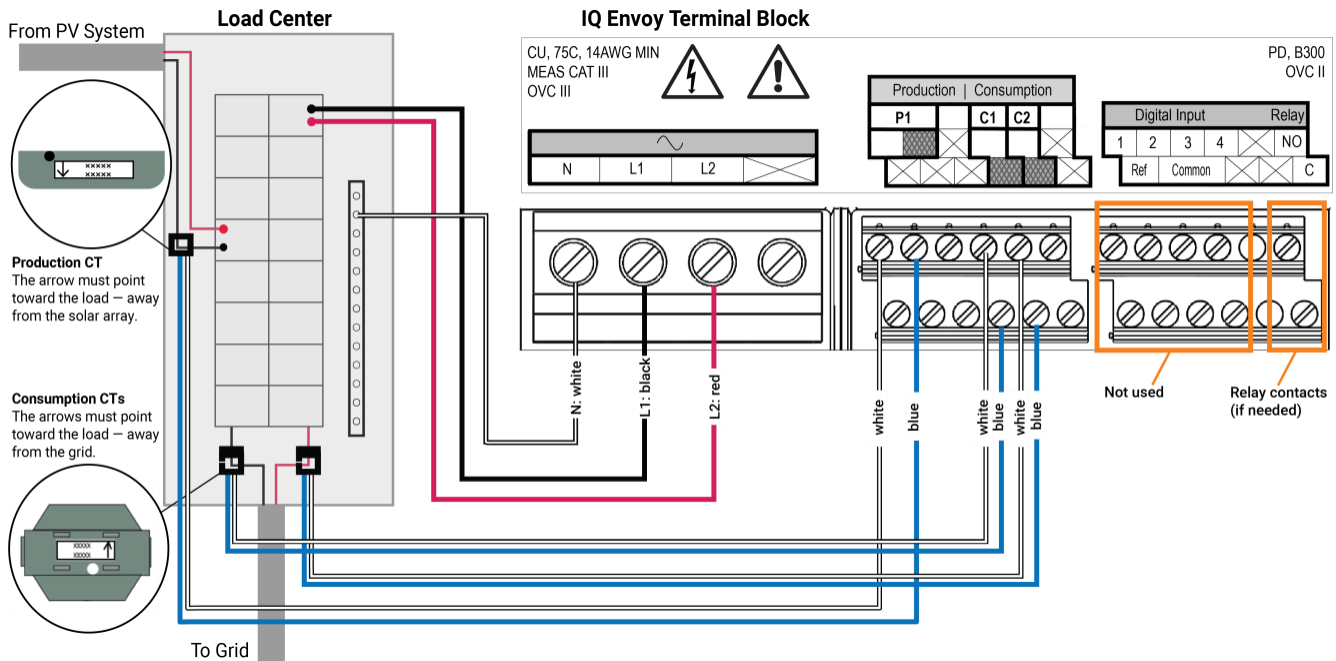 From PV System
Load Center
IQ Envoy Terminal Block
CU, 75C, 14AWG MIN
MEAS CAT III
OVC III
PD, B300
OVC II
Production | Consumption
P1
C1
C2
Digital Input
Relay
1
2
3
4
NO
Ref
Common
C
N
L1
L2
xxxxx
xxxxx
Production CT
The arrow must point
toward the load — away
from the solar array.
Consumption CTs
The arrows must point
toward the load — away
from the grid.
xxxxx
xxxxx
N: white
L1: black
L2: red
white
blue
white
blue
white
blue
Not used
Relay contacts
(if needed)
To Grid